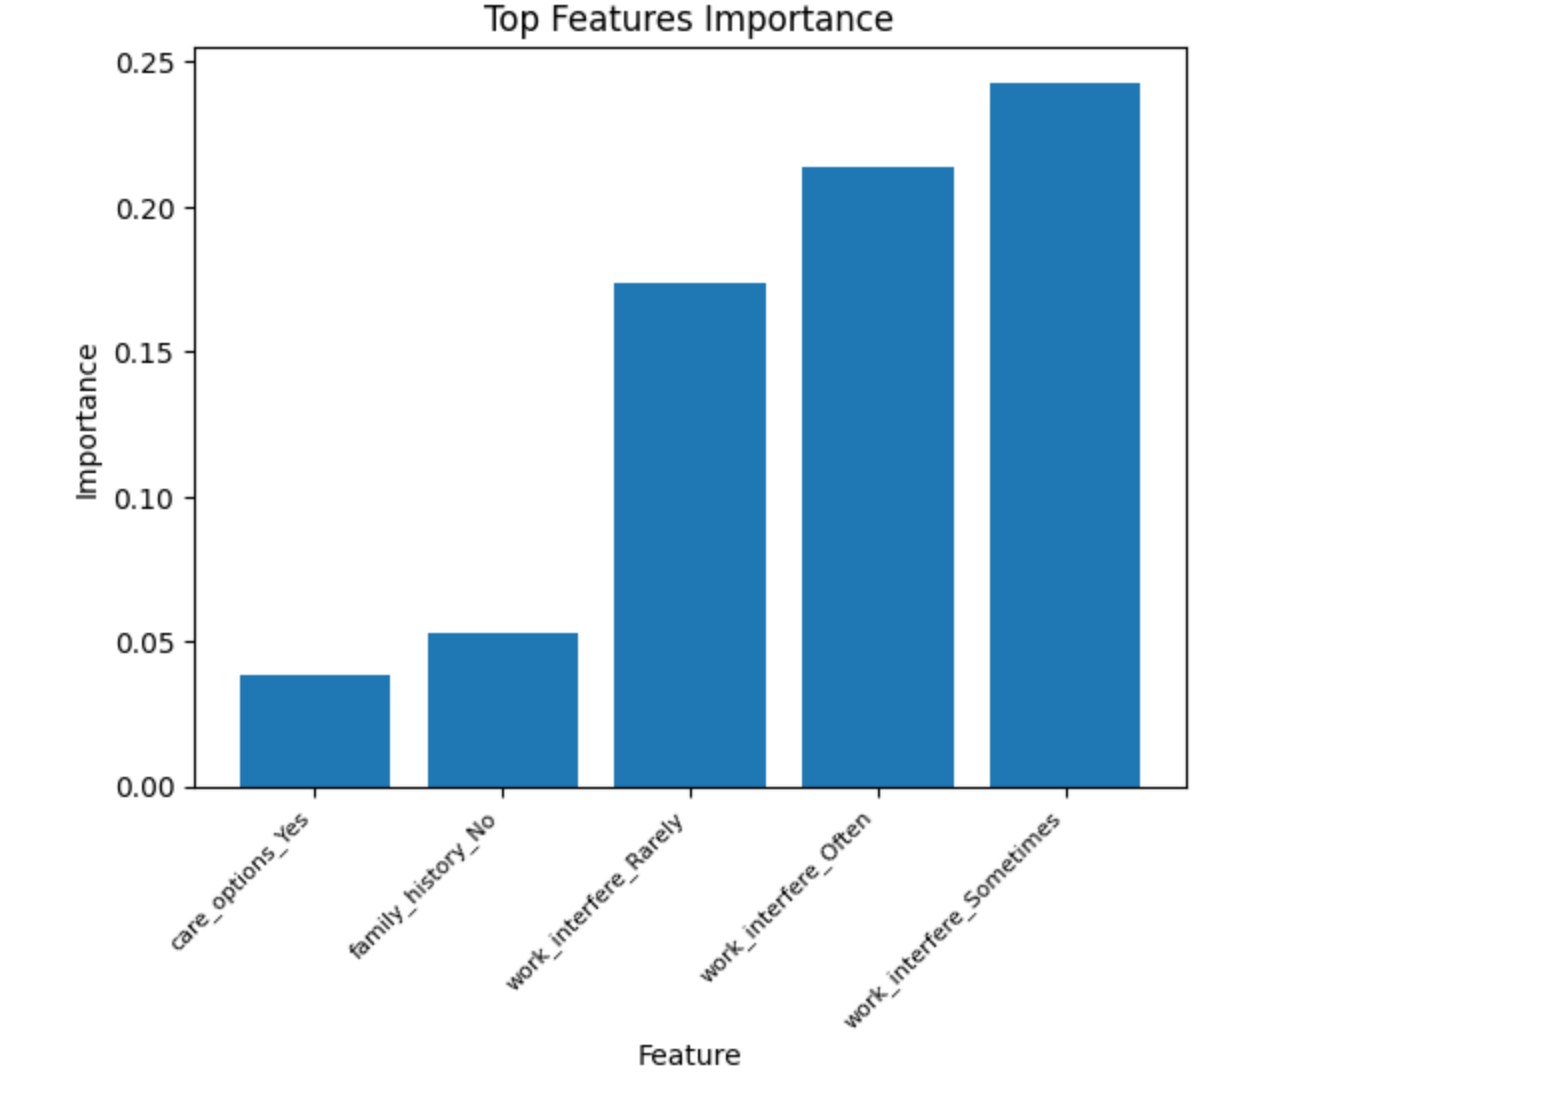 Top Features Importance
0.25
0.20
0.15
0.10
0.05
0.00
Importance
care_options_Yes
family_history_No
work_interfere_Rarely
work_interfere_Often
work_interfere_Sometimes
Feature